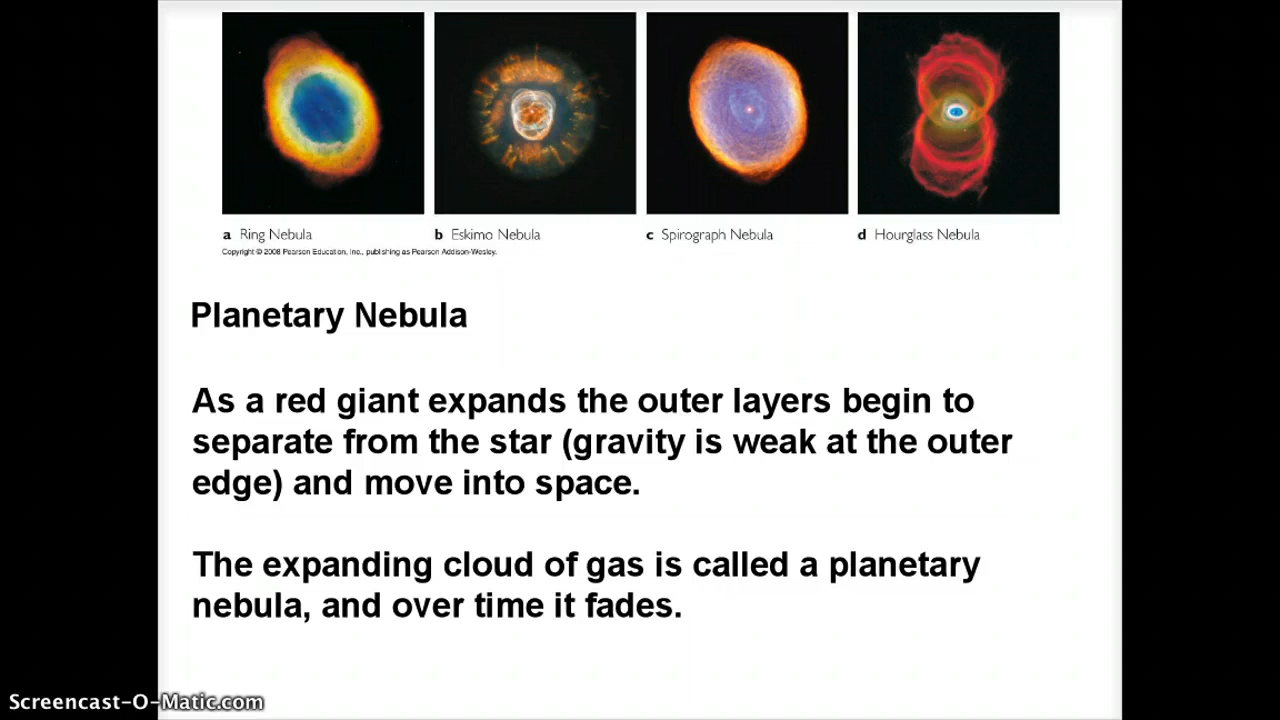 a Ring Nebula
b Eskimo Nebula
c Spirograph Nebula
d Hourglass Nebula
Copyright © 2008 Pearson Education, Inc., publishing as Pearson Addison-Wesley.
Planetary Nebula
As a red giant expands the outer layers begin to
separate from the star (gravity is weak at the outer
edge) and move into space.
The expanding cloud of gas is called a planetary
nebula, and over time it fades.
Screencast-O-Matic.com